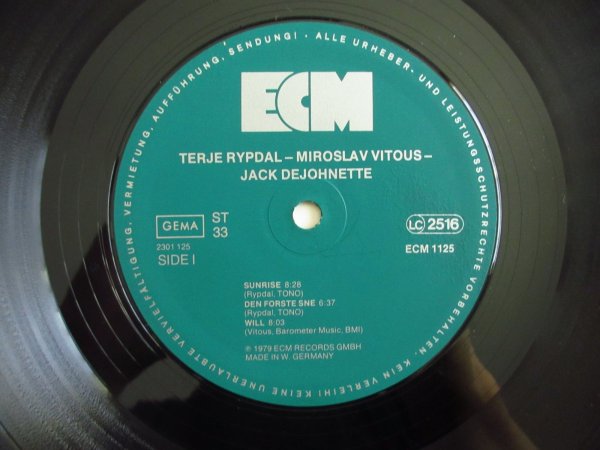 · ALLE URHEBER- UND LEISTUNGSSCHUTZRECHTE VORBEHALTEN. KEIN VERLEIH! KEINE UNERLAUBTE VERVIELFÄLTIGUNG, VERMIETUNG, AUFFÜHRUNG, SENDUNG!
ECM
TERJE RYPDAL – MIROSLAV VITOUS –
JACK DEJOHNETTE
GEMA ST 33
LC 2516
2301 125
ECM 1125
SIDE I
SUNRISE 8:28
(Rypdal, TONO)
DEN FORSTE SNE 6:37
(Rypdal, TONO)
WILL 8:03
(Vitous, Barometer Music, BMI)
℗ 1979 ECM RECORDS GMBH
MADE IN W. GERMANY